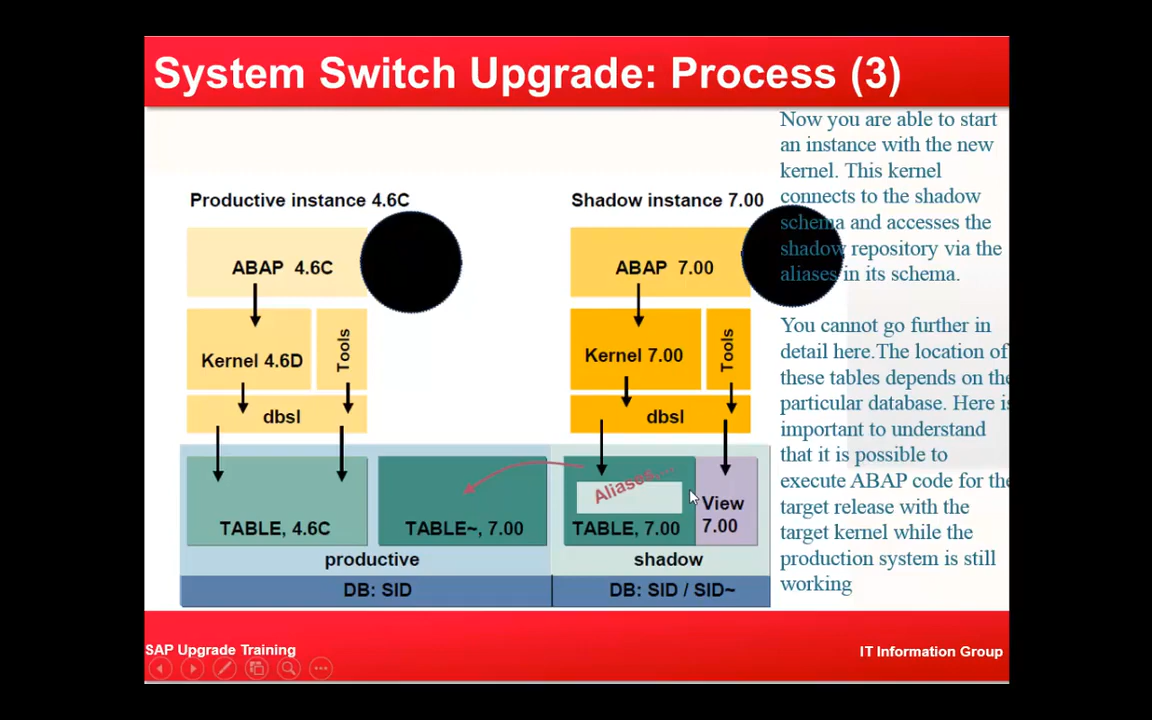 System Switch Upgrade: Process (3)
Productive instance 4.6C
ABAP 4.6C
Kernel 4.6D
Tools
dbsl
TABLE, 4.6C
TABLE~, 7.00
productive
DB: SID
Shadow instance 7.00
ABAP 7.00
Kernel 7.00
Tools
dbsl
Aliases,...
TABLE, 7.00
View
7.00
shadow
DB: SID / SID~
Now you are able to start
an instance with the new
kernel. This kernel
connects to the shadow
schema and accesses the
shadow repository via the
aliases in its schema.
You cannot go further in
detail here.The location of
these tables depends on the
particular database. Here is
important to understand
that it is possible to
execute ABAP code for the
target release with the
target kernel while the
production system is still
working
SAP Upgrade Training
IT Information Group